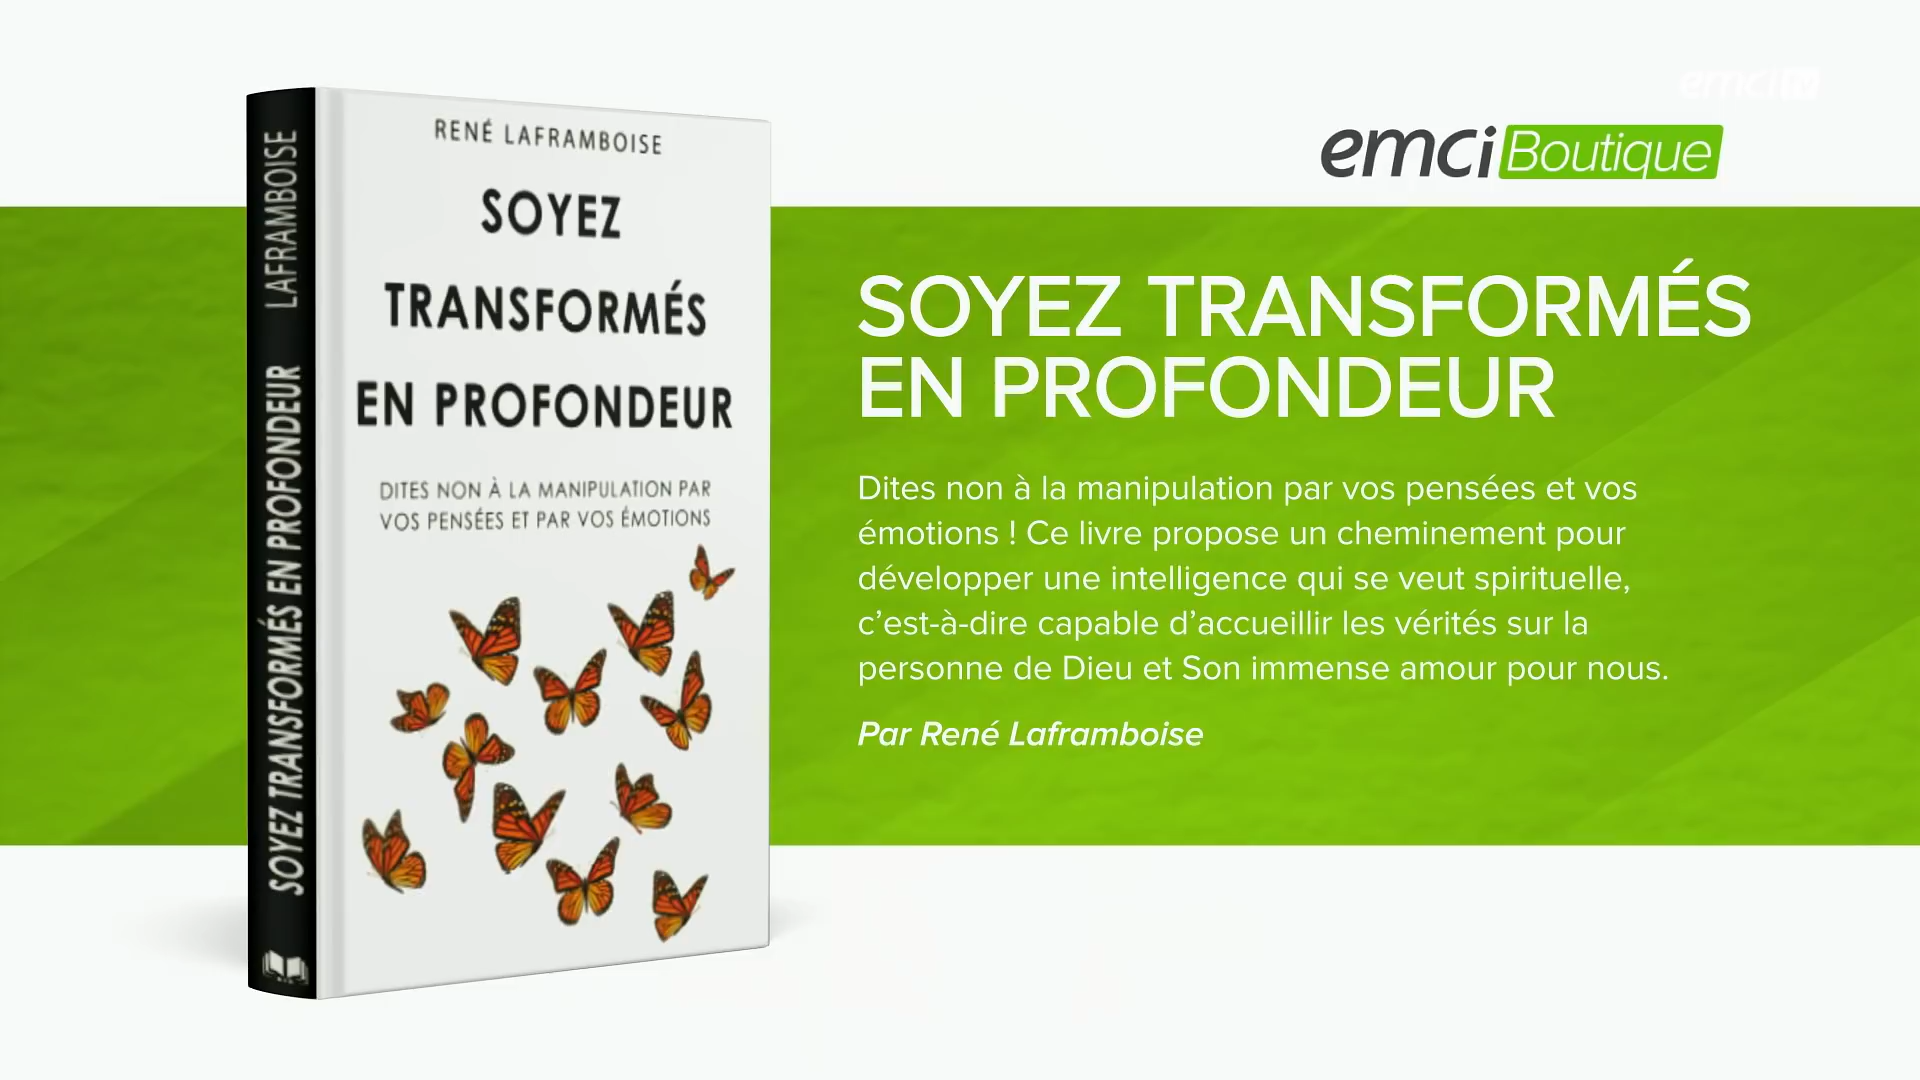 RENÉ LAFRAMBOISE
SOYEZ
TRANSFORMÉS
EN PROFONDEUR
DITES NON À LA MANIPULATION PAR
VOS PENSÉES ET PAR VOS ÉMOTIONS
SOYEZ TRANSFORMÉS EN PROFONDEUR LAFRAMBOISE
emci tv
emci Boutique
SOYEZ TRANSFORMÉS
EN PROFONDEUR
Dites non à la manipulation par vos pensées et vos
émotions ! Ce livre propose un cheminement pour
développer une intelligence qui se veut spirituelle,
c’est-à-dire capable d’accueillir les vérités sur la
personne de Dieu et Son immense amour pour nous.
Par René Laframboise